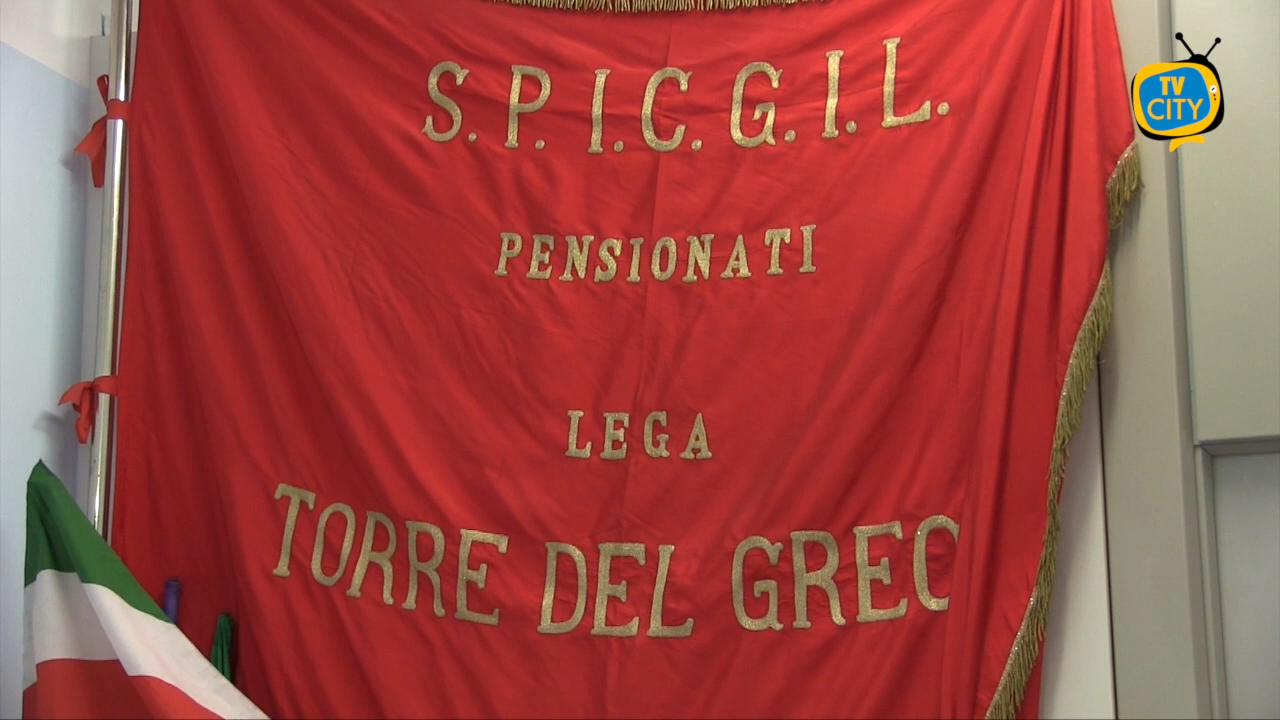 S.P.I.C.G.I.L.
PENSIONATI
LEGA
TORRE DEL GREC
TV
CITY